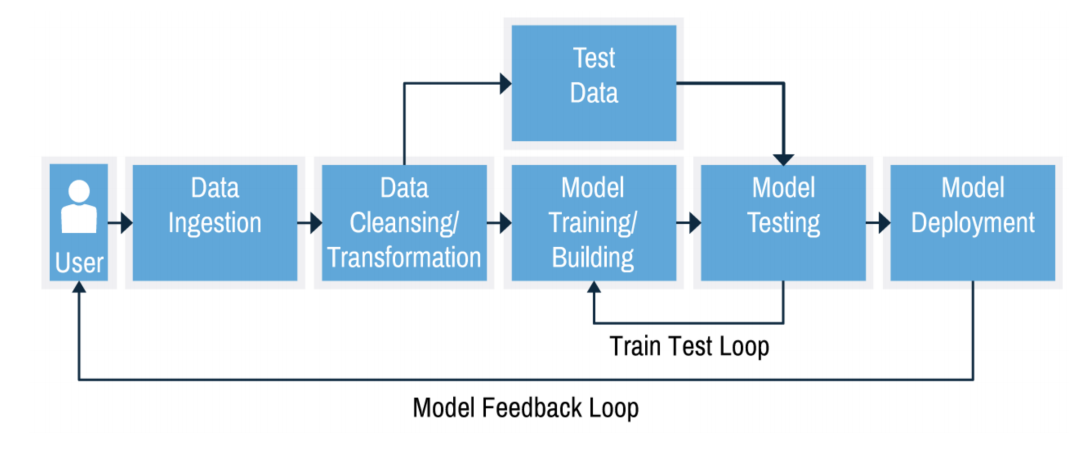 Test
Data
User
Data
Ingestion
Data
Cleansing/
Transformation
Model
Training/
Building
Model
Testing
Model
Deployment
Train Test Loop
Model Feedback Loop